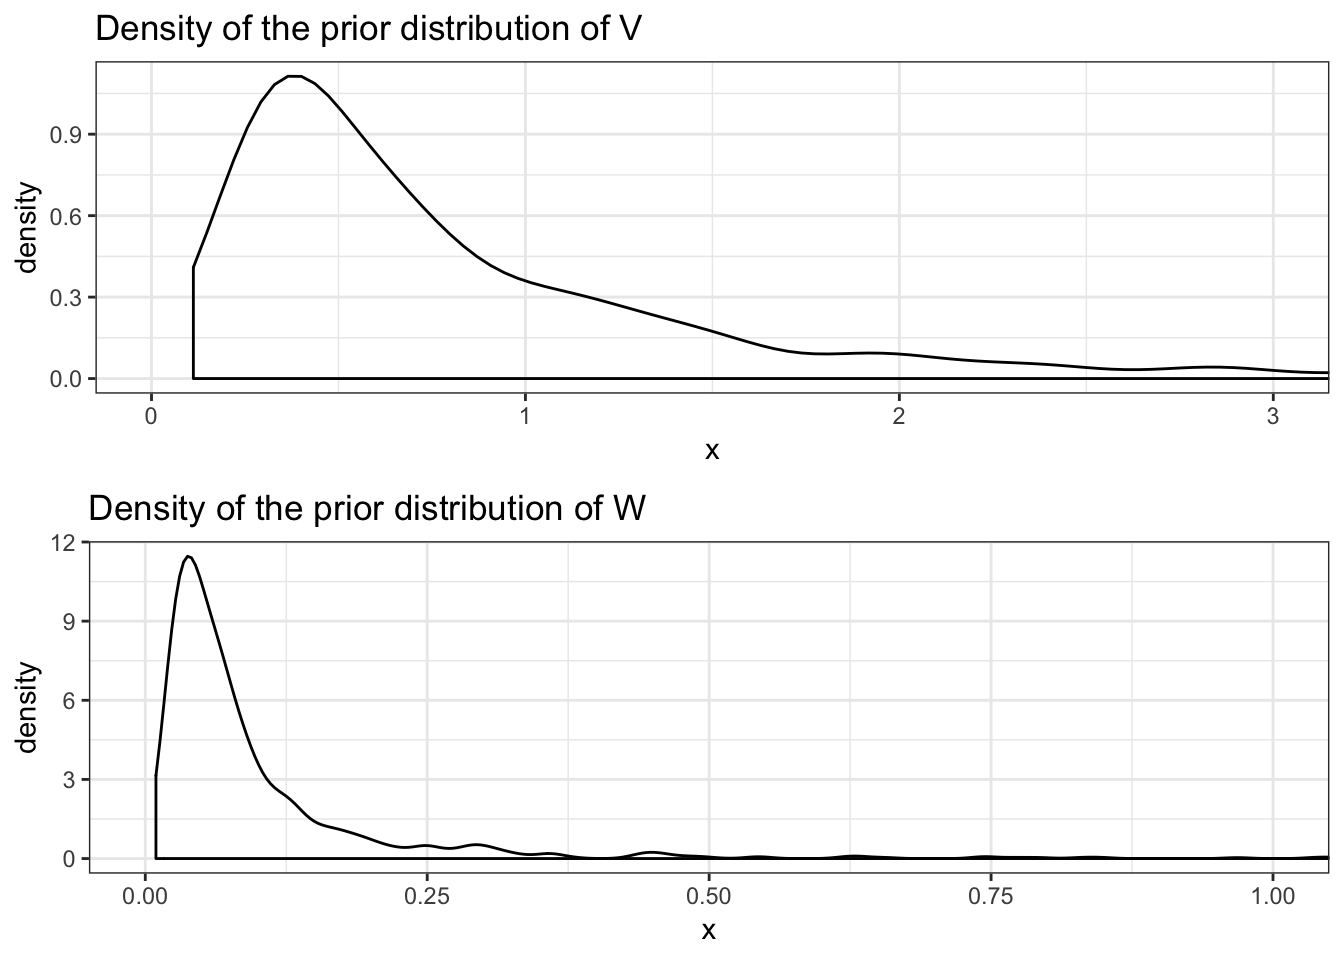 Density of the prior distribution of V
density
0.9
0.6
0.3
0.0
0 1 2 3
x
Density of the prior distribution of W
density
12
9
6
3
0
0.00 0.25 0.50 0.75 1.00
x